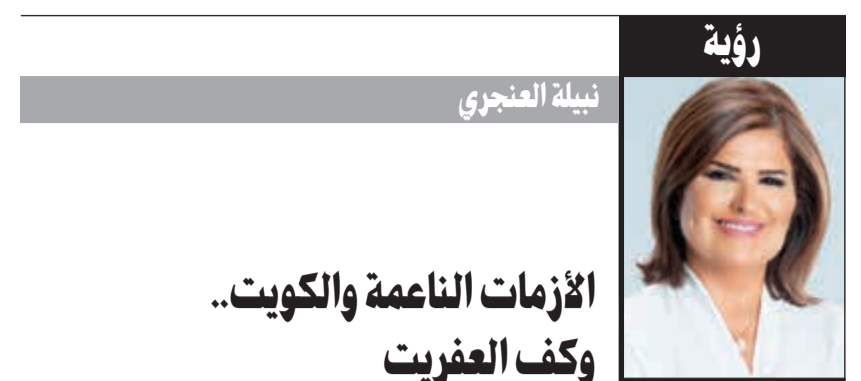 رؤية
نبيلة العنجري
الأزمات الناعمة والكويت..
وكف العفريت